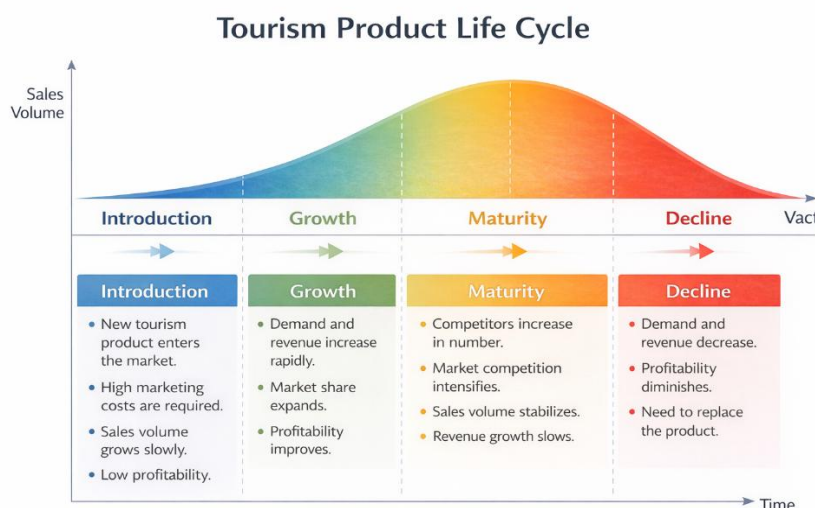 Tourism Product Life Cycle
Sales
Volume
Introduction
Growth
Maturity
Decline
Vact
Introduction
• New tourism
product enters
the market.
• High marketing
costs are required.
• Sales volume
grows slowly.
• Low profitability.
Growth
• Demand and
revenue increase
rapidly.
• Market share
expands.
• Profitability
improves.
Maturity
• Competitors increase
in number.
• Market competition
intensifies.
• Sales volume stabilizes.
• Revenue growth slows.
Decline
• Demand and
revenue decrease.
• Profitability
diminishes.
• Need to replace
the product.
Time